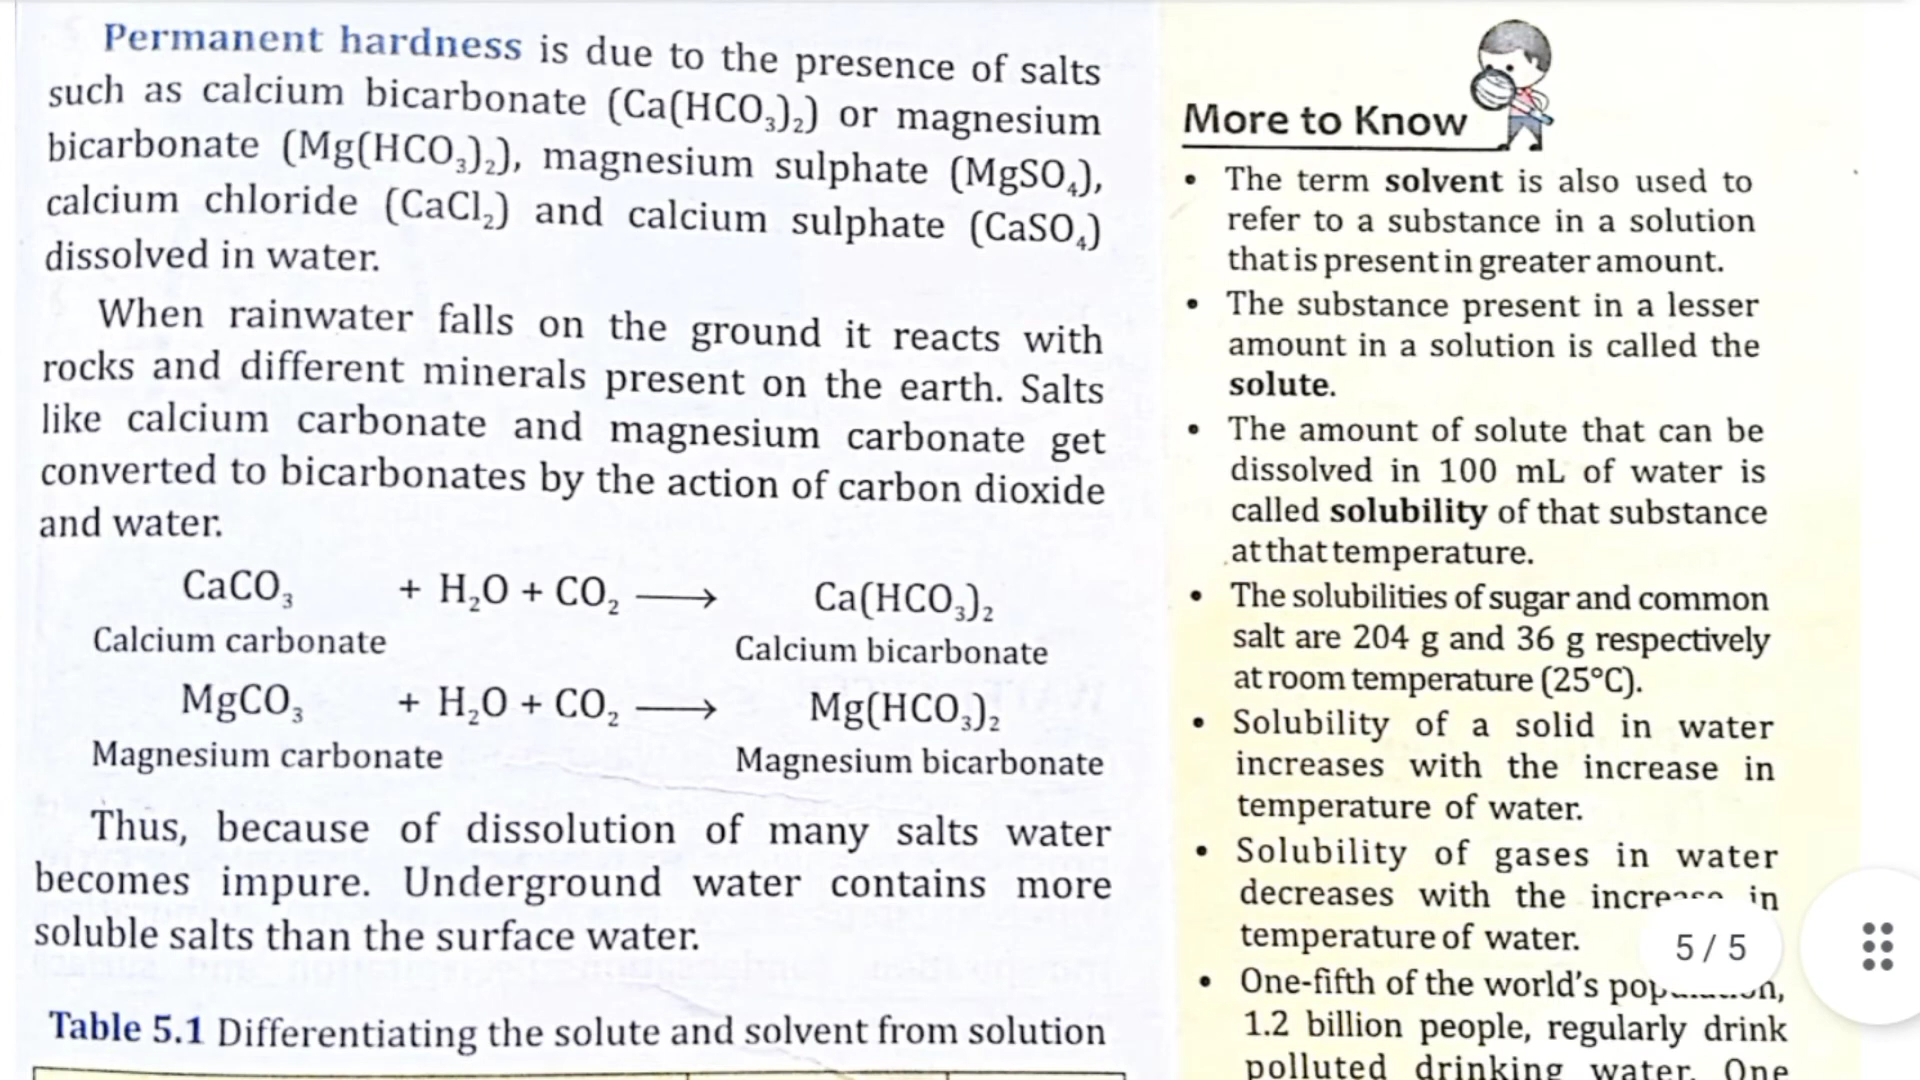 Permanent hardness is due to the presence of salts
such as calcium bicarbonate (Ca(HCO₃)₂) or magnesium
bicarbonate (Mg(HCO₃)₂), magnesium sulphate (MgSO₄),
calcium chloride (CaCl₂) and calcium sulphate (CaSO₄)
dissolved in water.
When rainwater falls on the ground it reacts with
rocks and different minerals present on the earth. Salts
like calcium carbonate and magnesium carbonate get
converted to bicarbonates by the action of carbon dioxide
and water.
CaCO₃ + H₂O + CO₂ ⟶ Ca(HCO₃)₂
Calcium carbonate Calcium bicarbonate
MgCO₃ + H₂O + CO₂ ⟶ Mg(HCO₃)₂
Magnesium carbonate Magnesium bicarbonate
Thus, because of dissolution of many salts water
becomes impure. Underground water contains more
soluble salts than the surface water.
Table 5.1 Differentiating the solute and solvent from solution
More to Know
• The term solvent is also used to
refer to a substance in a solution
that is present in greater amount.
• The substance present in a lesser
amount in a solution is called the
solute.
• The amount of solute that can be
dissolved in 100 mL of water is
called solubility of that substance
at that temperature.
• The solubilities of sugar and common
salt are 204 g and 36 g respectively
at room temperature (25°C).
• Solubility of a solid in water
increases with the increase in
temperature of water.
• Solubility of gases in water
decreases with the increase in
temperature of water.
• One-fifth of the world's population,
1.2 billion people, regularly drink
polluted drinking water. One
5 / 5